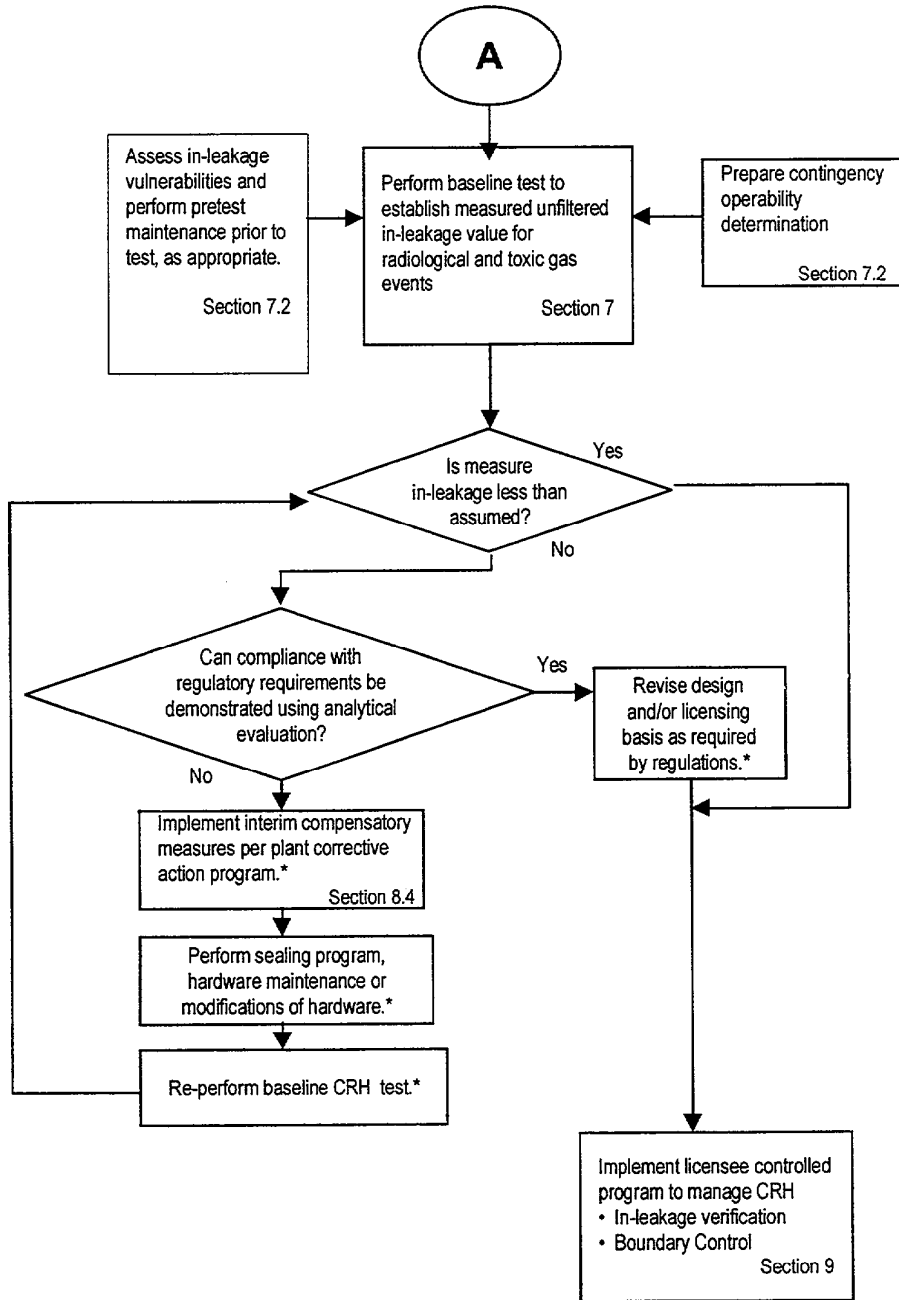 A
Assess in-leakage
vulnerabilities and
perform pretest
maintenance prior to
test, as appropriate.
Section 7.2
Perform baseline test to
establish measured unfiltered
in-leakage value for
radiological and toxic gas
events
Section 7
Prepare contingency
operability
determination
Section 7.2
Is measure
in-leakage less than
assumed?
Yes
No
Can compliance with
regulatory requirements be
demonstrated using analytical
evaluation?
Yes
No
Revise design
and/or licensing
basis as required
by regulations.*
Implement interim compensatory
measures per plant corrective
action program.*
Section 8.4
Perform sealing program,
hardware maintenance or
modifications of hardware.*
Re-perform baseline CRH test.*
Implement licensee controlled
program to manage CRH
• In-leakage verification
• Boundary Control
Section 9